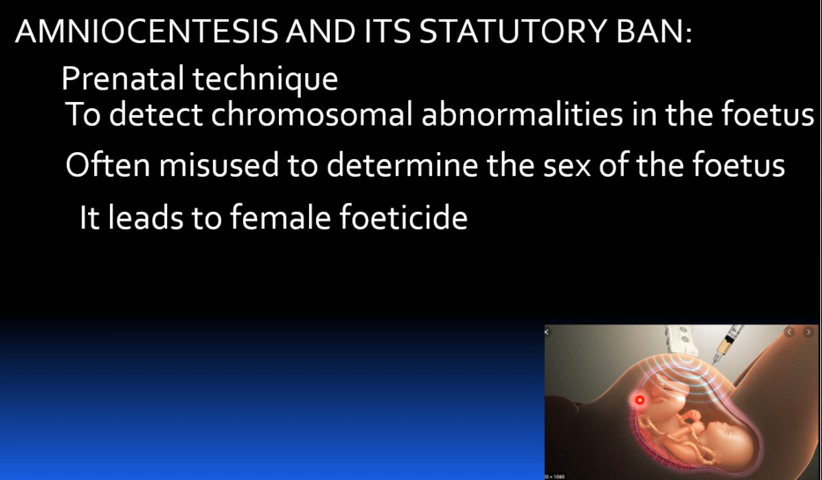 AMNIOCENTESIS AND ITS STATUTORY BAN:
Prenatal technique
To detect chromosomal abnormalities in the foetus
Often misused to determine the sex of the foetus
It leads to female foeticide